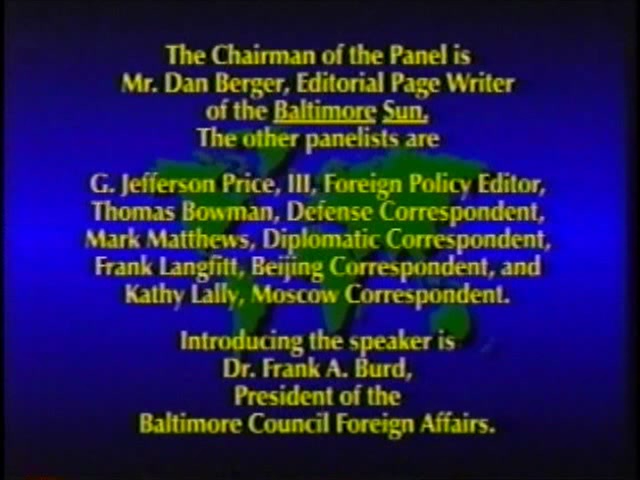 The Chairman of the Panel is
Mr. Dan Berger, Editorial Page Writer
of the Baltimore Sun.
The other panelists are
G. Jefferson Price, III, Foreign Policy Editor,
Thomas Bowman, Defense Correspondent,
Mark Matthews, Diplomatic Correspondent,
Frank Langfitt, Beijing Correspondent, and
Kathy Lally, Moscow Correspondent.
Introducing the speaker is
Dr. Frank A. Burd,
President of the
Baltimore Council Foreign Affairs.